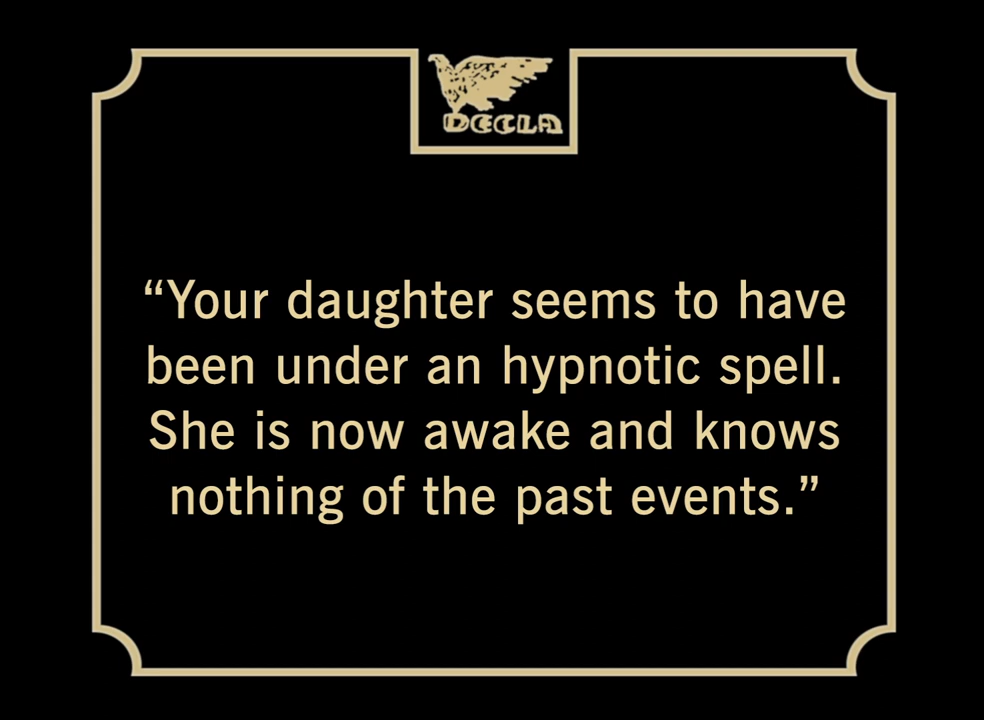 DECLA
“Your daughter seems to have
been under an hypnotic spell.
She is now awake and knows
nothing of the past events.”